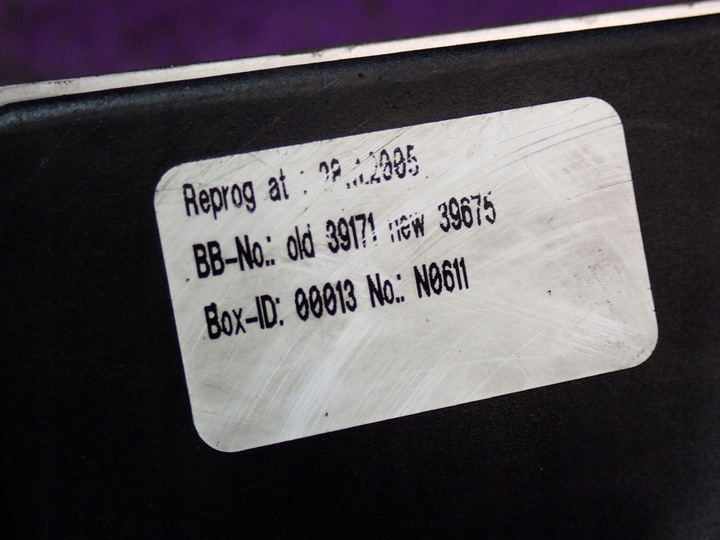 Reprog at :
BB-No.: old 39171 new 39675
Box-ID: 00013 No.: N0611